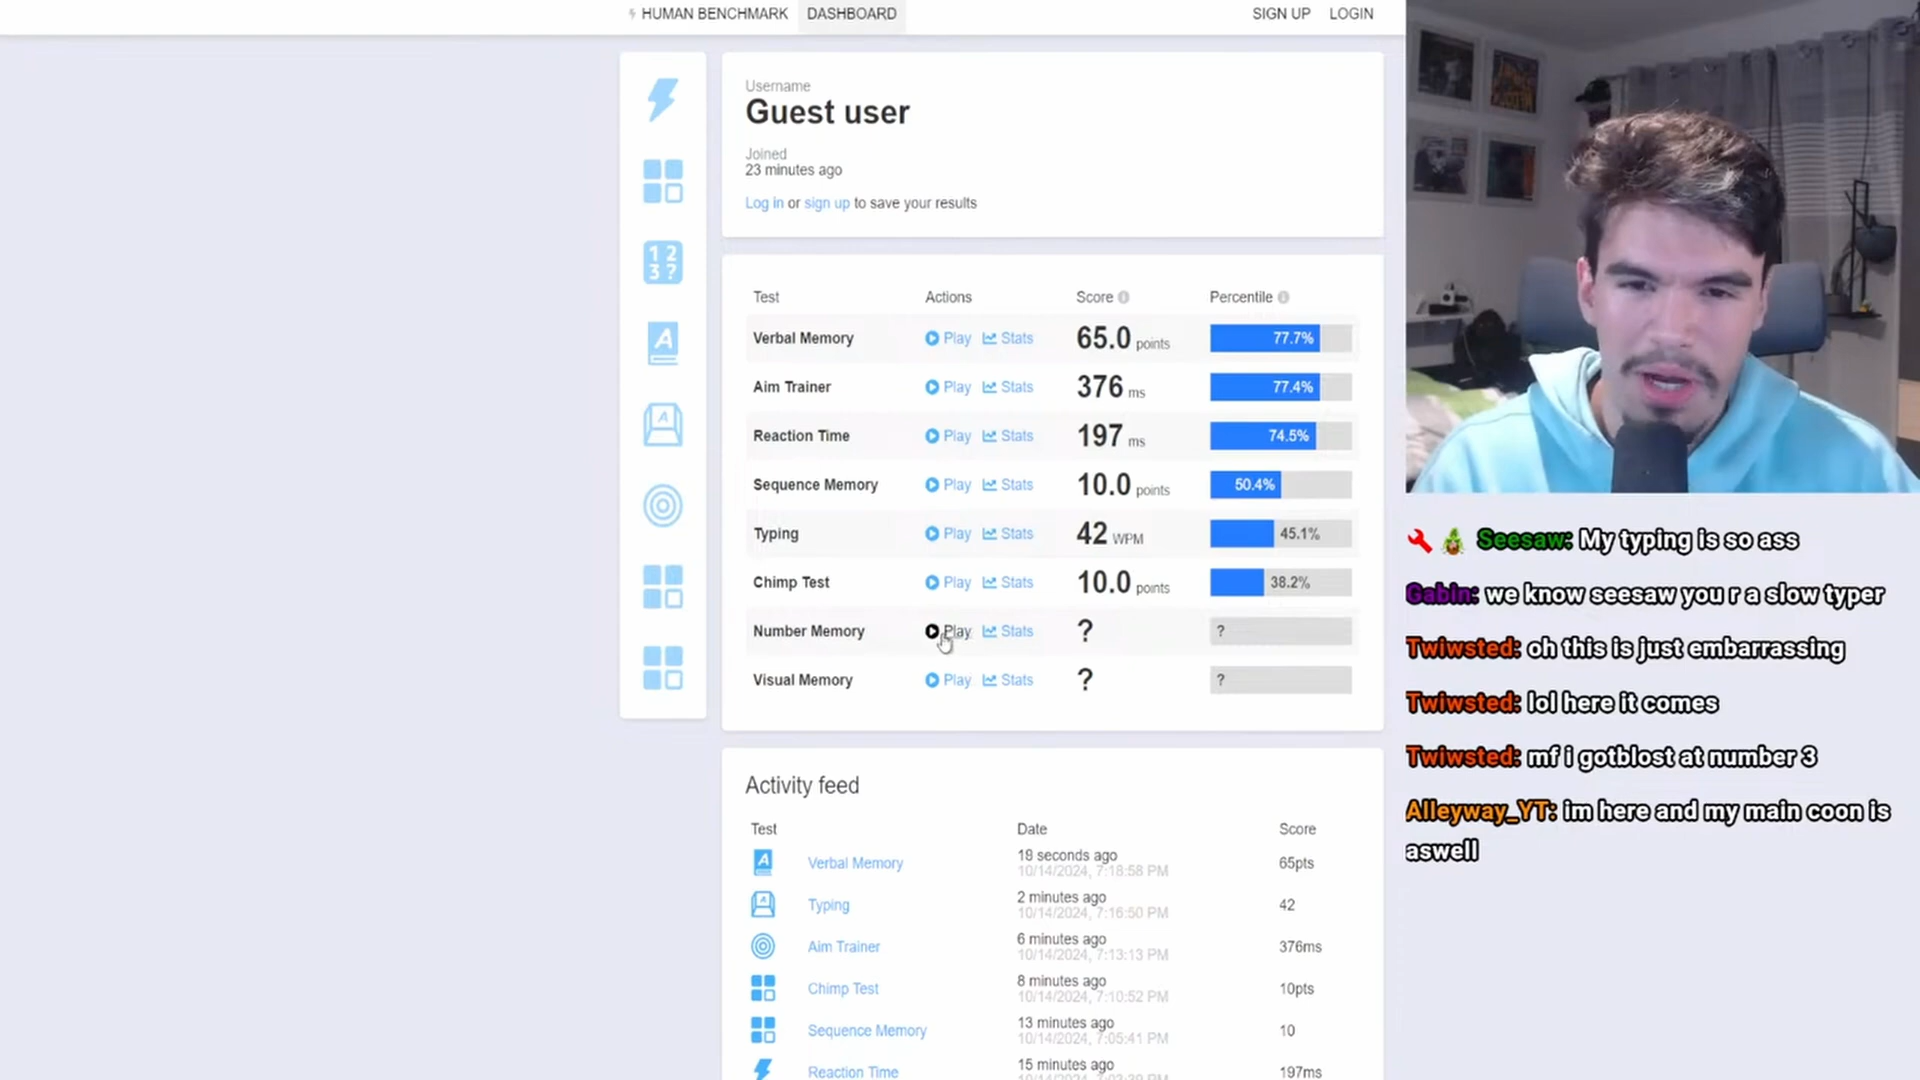 HUMAN BENCHMARK DASHBOARD SIGN UP LOGIN
Username
Guest user
Joined
23 minutes ago
Log in or sign up to save your results
Test Actions Score Percentile
Verbal Memory Play Stats 65.0 points 77.7%
Aim Trainer Play Stats 376 ms 77.4%
Reaction Time Play Stats 197 ms 74.5%
Sequence Memory Play Stats 10.0 points 50.4%
Typing Play Stats 42 WPM 45.1%
Chimp Test Play Stats 10.0 points 38.2%
Number Memory Play Stats ? ?
Visual Memory Play Stats ? ?
Activity feed
Test Date Score
Verbal Memory 19 seconds ago 65pts
10/14/2024, 7:18:58 PM
Typing 2 minutes ago 42
10/14/2024, 7:16:50 PM
Aim Trainer 6 minutes ago 376ms
10/14/2024, 7:13:13 PM
Chimp Test 8 minutes ago 10pts
10/14/2024, 7:10:52 PM
Sequence Memory 13 minutes ago 10
10/14/2024, 7:05:41 PM
Reaction Time 15 minutes ago 197ms
Seesaw: My typing is so ass
Gabin: we know seesaw you r a slow typer
Twiwsted: oh this is just embarrassing
Twiwsted: lol here it comes
Twiwsted: mf i gotblost at number 3
Alleyway_YT: im here and my main coon is
aswell